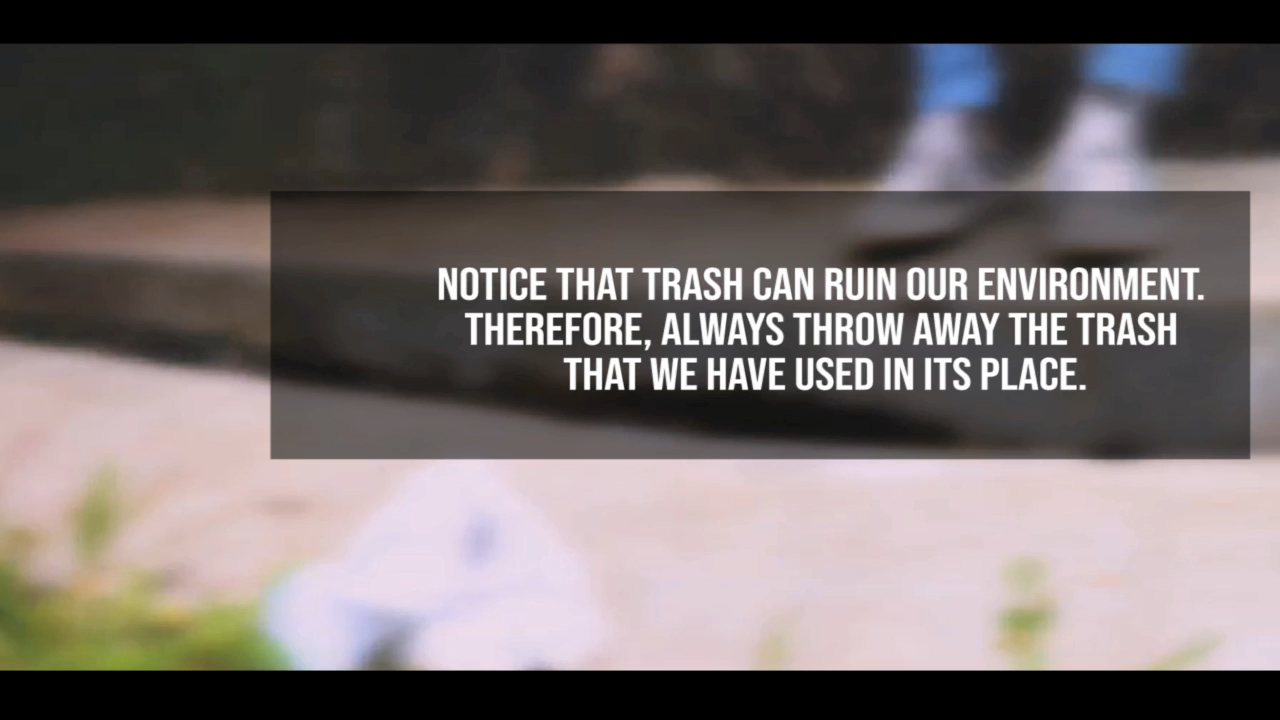 NOTICE THAT TRASH CAN RUIN OUR ENVIRONMENT.
THEREFORE, ALWAYS THROW AWAY THE TRASH
THAT WE HAVE USED IN ITS PLACE.